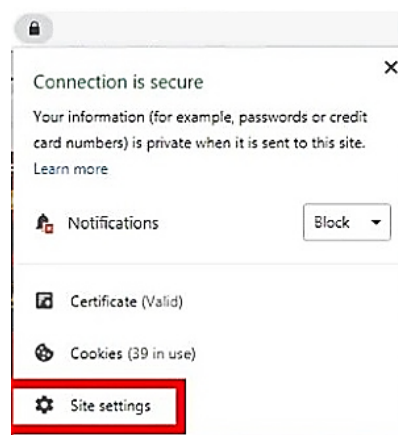 Connection is secure
Your information (for example, passwords or credit
card numbers) is private when it is sent to this site.
Learn more
Notifications
Block
Certificate (Valid)
Cookies (39 in use)
Site settings